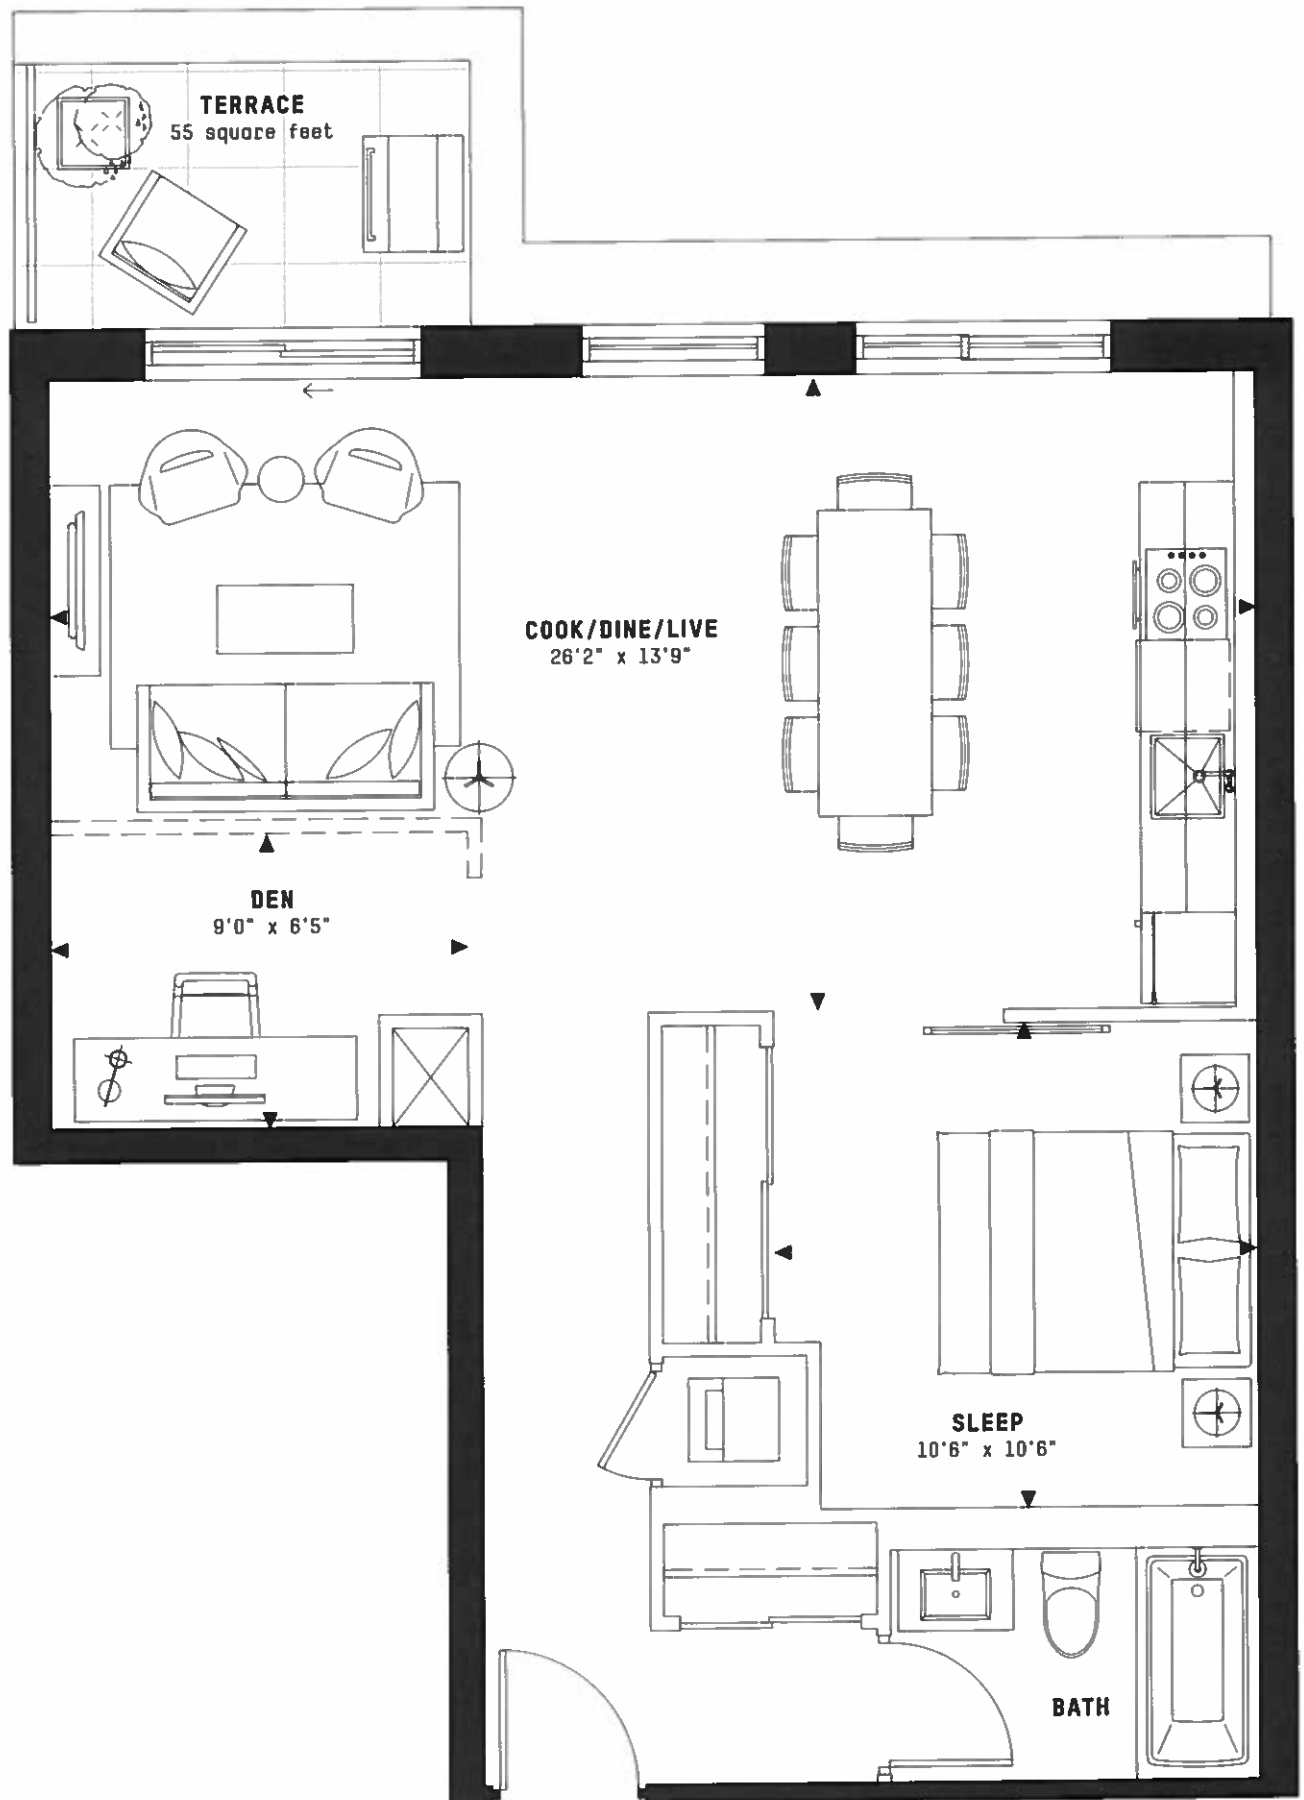 TERRACE
55 square feet
COOK/DINE/LIVE
26'2" x 13'9"
DEN
9'0" x 6'5"
SLEEP
10'6" x 10'6"
BATH